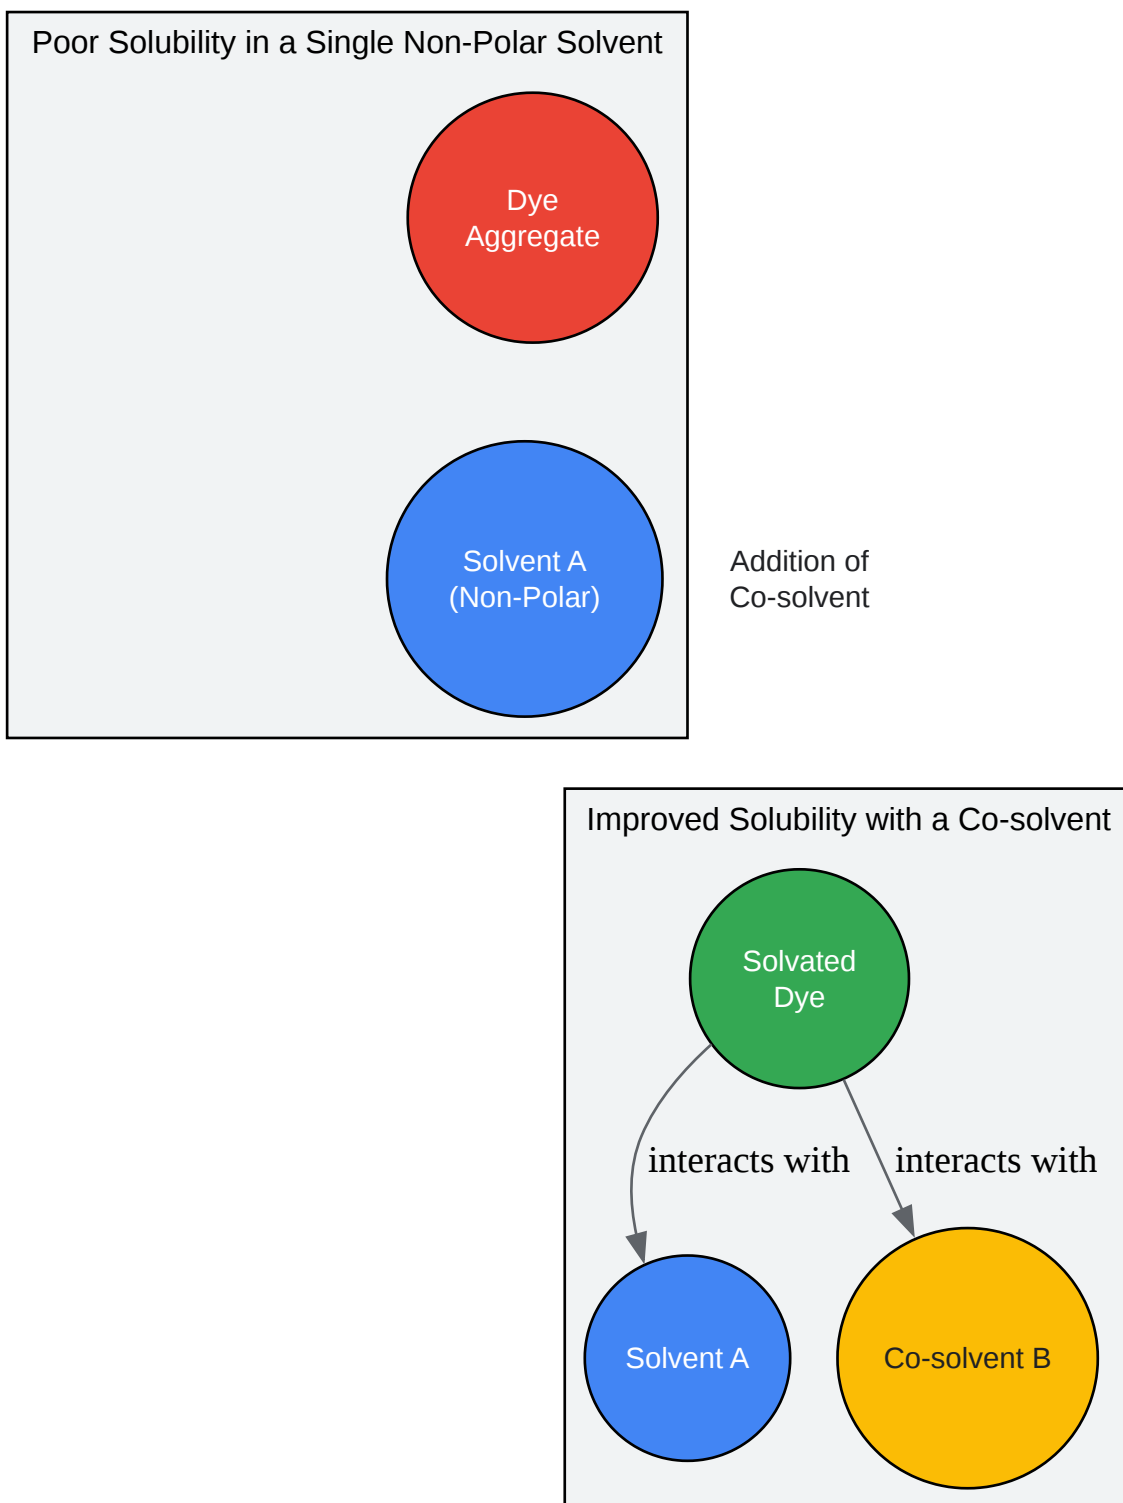 Poor Solubility in a Single Non-Polar Solvent
Dye
Aggregate
Solvent A
(Non-Polar)
Addition of
Co-solvent
Improved Solubility with a Co-solvent
Solvated
Dye
interacts with
interacts with
Solvent A
Co-solvent B